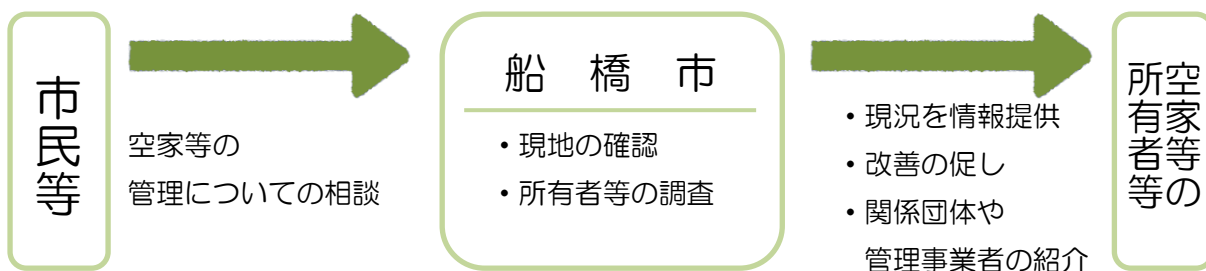 市民等
空家等の
管理についての相談
船橋市
・現地の確認
・所有者等の調査
・現況を情報提供
・改善の促し
・関係団体や
管理事業者の紹介
空家等の
所有者等